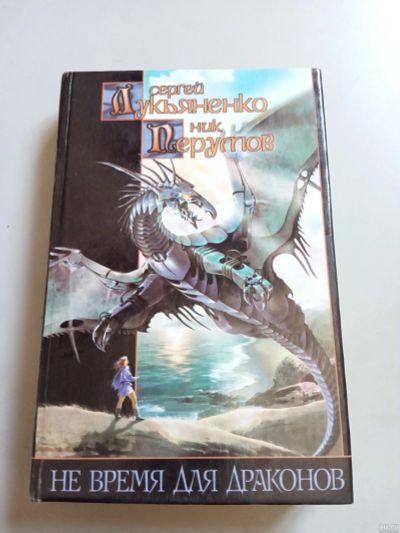 Сергей
Лукьяненко
Ник
Перумов
НЕ ВРЕМЯ ДЛЯ ДРАКОНОВ